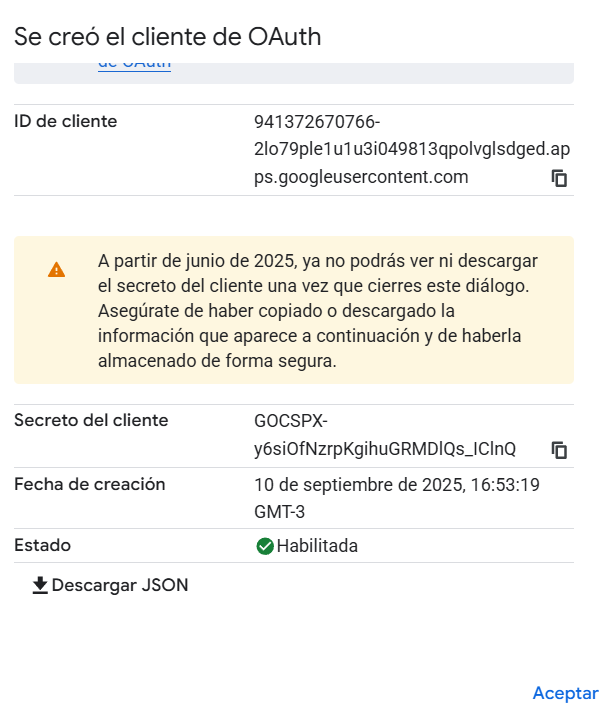 Se creó el cliente de OAuth
de OAuth
ID de cliente
941372670766-
2lo79ple1u1u3i049813qpolvglsdged.ap
ps.googleusercontent.com
A partir de junio de 2025, ya no podrás ver ni descargar
el secreto del cliente una vez que cierres este diálogo.
Asegúrate de haber copiado o descargado la
información que aparece a continuación y de haberla
almacenado de forma segura.
Secreto del cliente
GOCSPX-
y6siOfNzrpKgihuGRMDlQs_IClnQ
Fecha de creación
10 de septiembre de 2025, 16:53:19
GMT-3
Estado
Habilitada
Descargar JSON
Aceptar